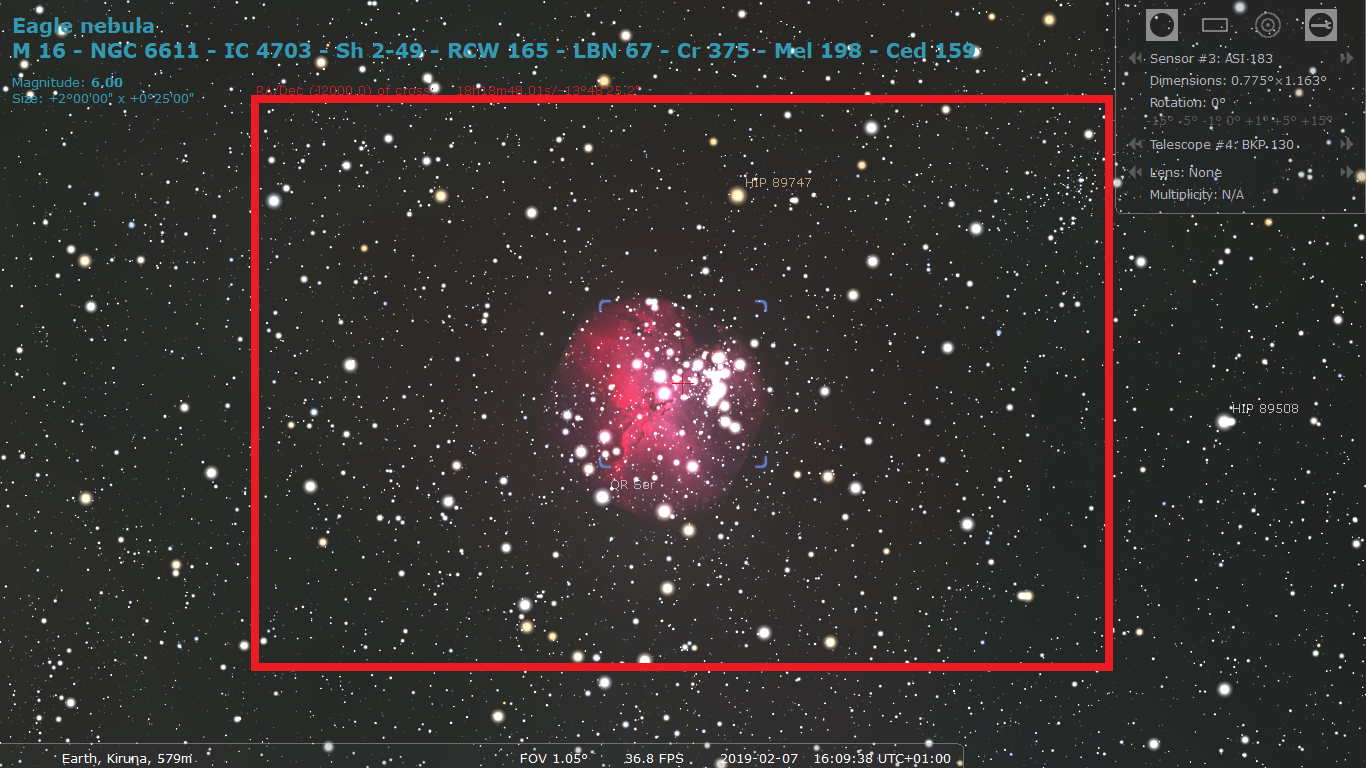 Eagle nebula
M 16 - NGC 6611 - IC 4703 - Sh 2-49 - RCW 165 - LBN 67 - Cr 375 - Mel 198 - Ced 159
Magnitude: 6,00
Size: +2°00'00" x +0°25'00"
RA/Dec (J2000.0) of cross: 18h18m48.01s/-13°48'25.2"
Sensor #3: ASI 183
Dimensions: 0.775°×1.163°
Rotation: 0°
-15° -5° -1° 0° +1° +5° +15°
Telescope #4: BKP 130
Lens: None
Multiplicity: N/A
HIP 89747
HIP 89508
QR Ser
Earth, Kiruna, 579m FOV 1.05° 36.8 FPS 2019-02-07 16:09:38 UTC+01:00